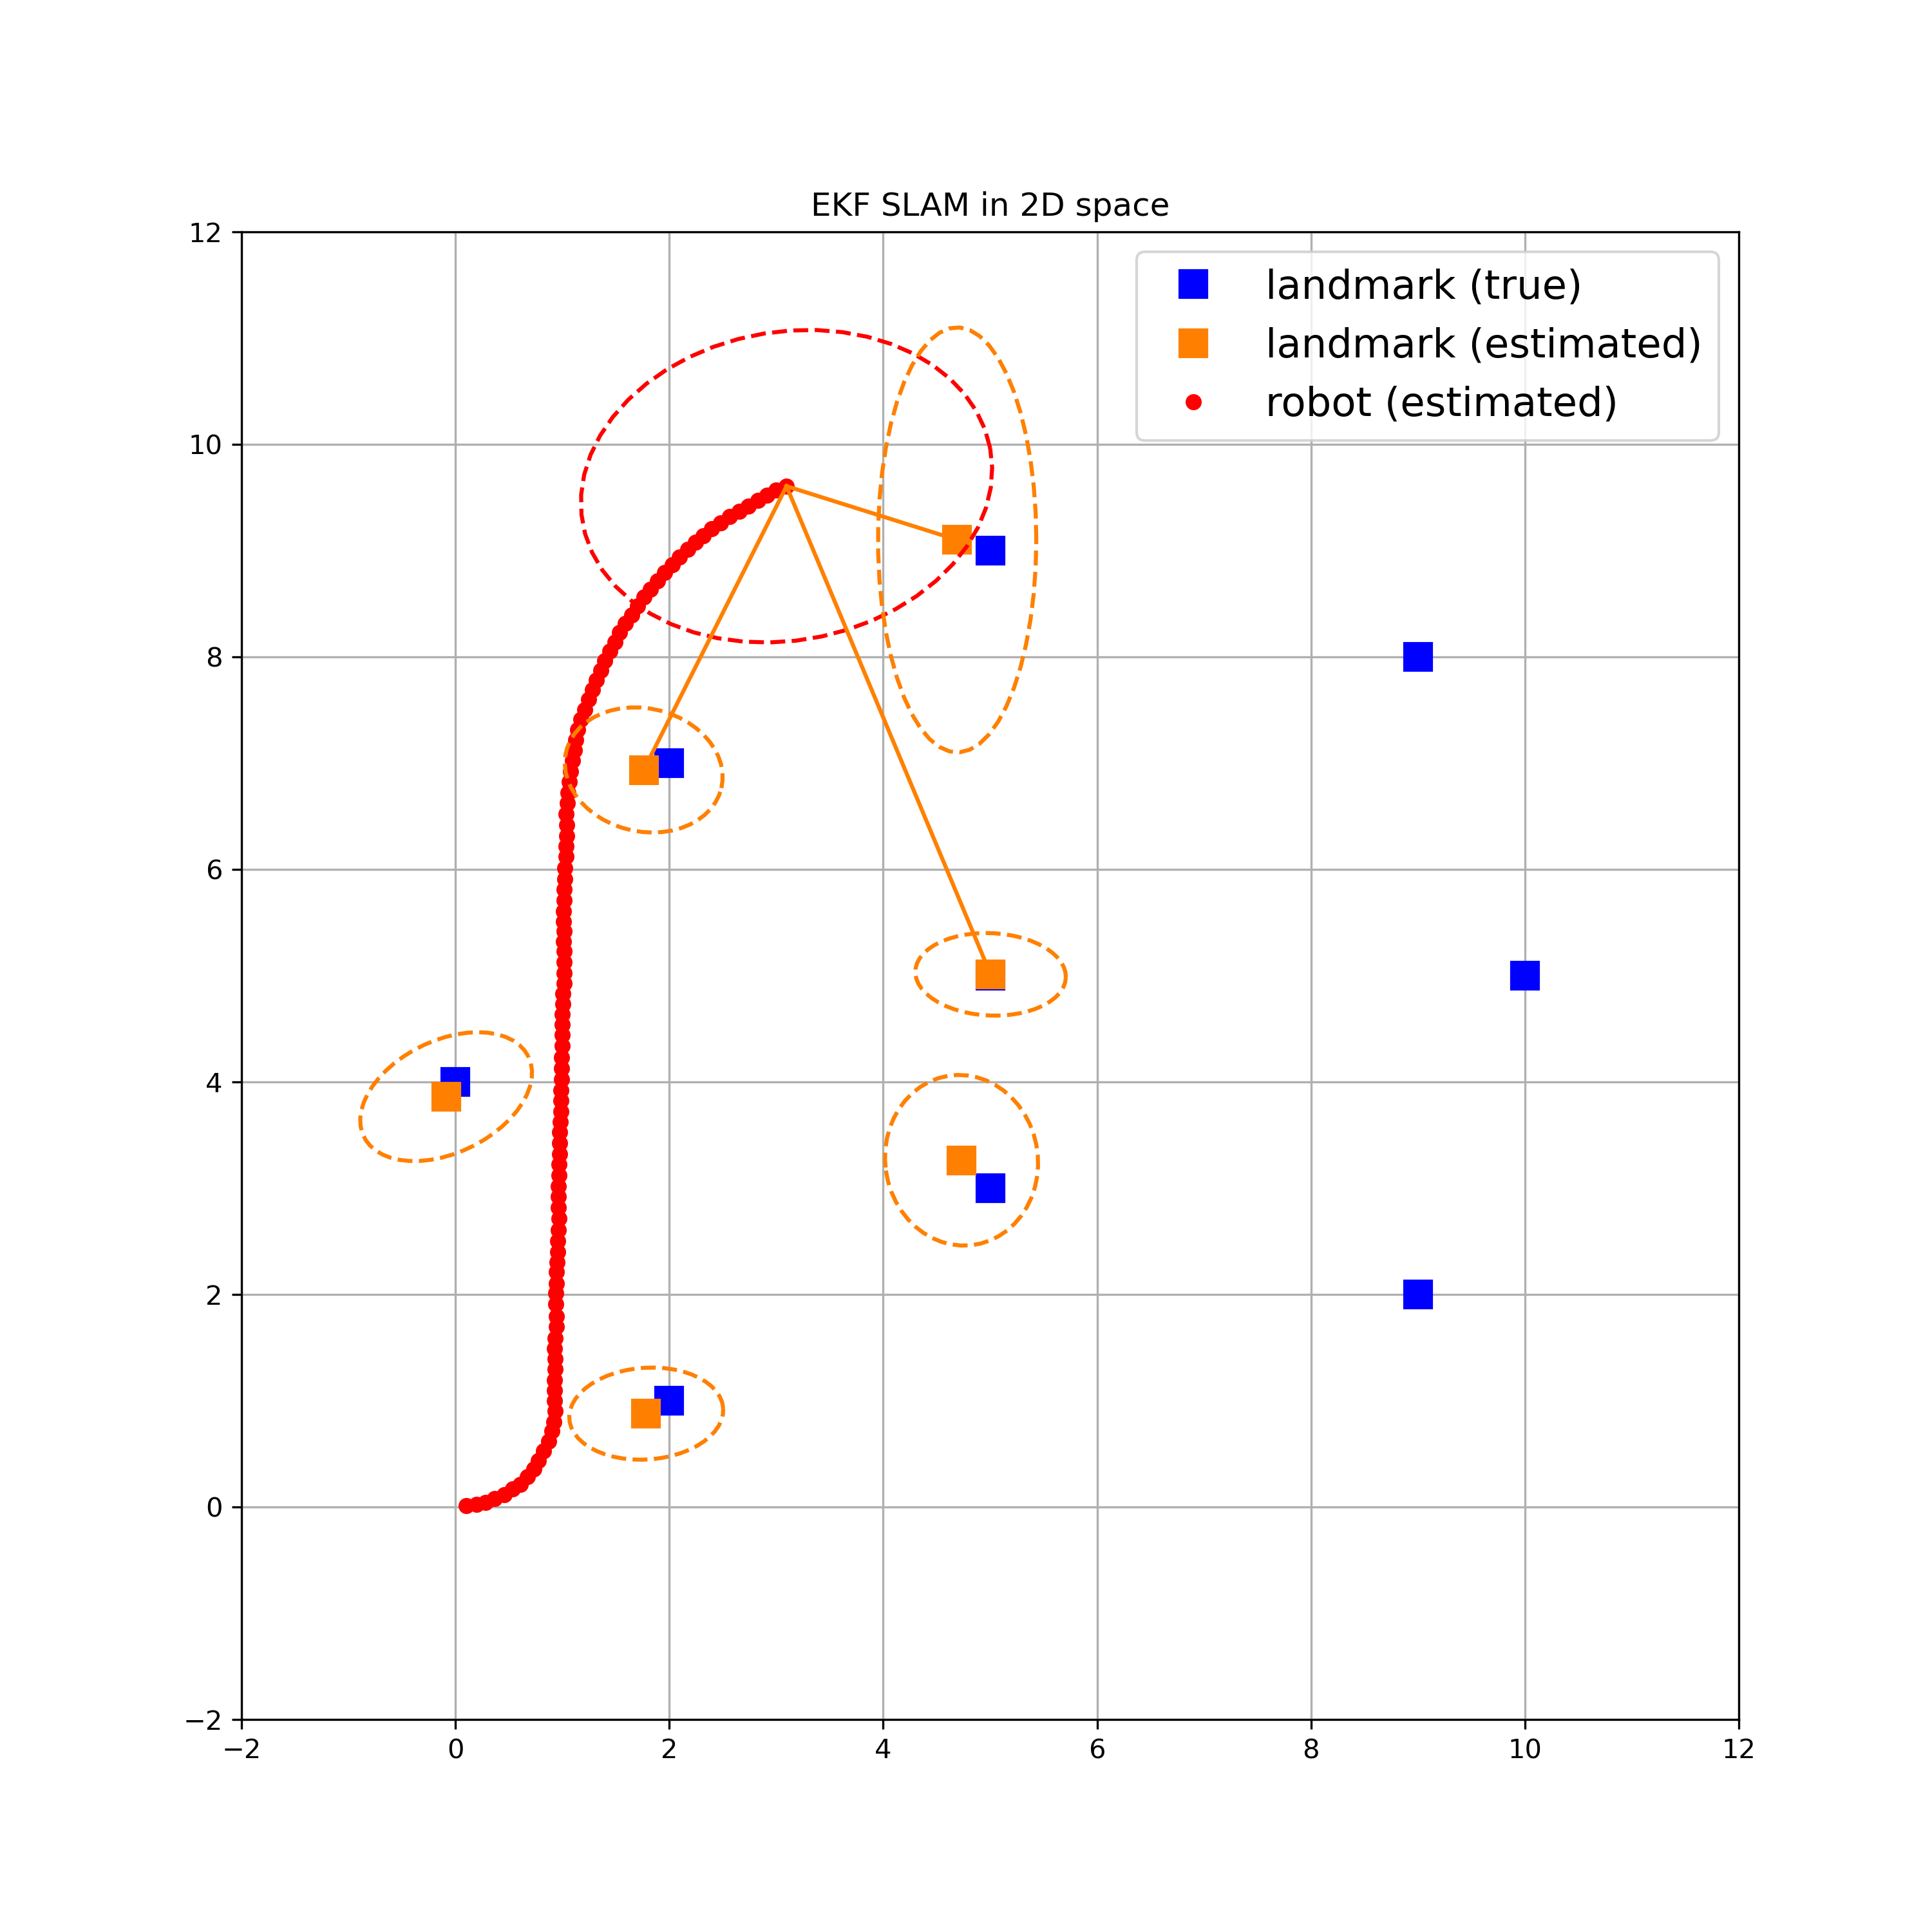 EKF SLAM in 2D space
12
landmark (true)
landmark (estimated)
robot (estimated)
10
8
6
4
2
0
−2
−2 0 2 4 6 8 10 12